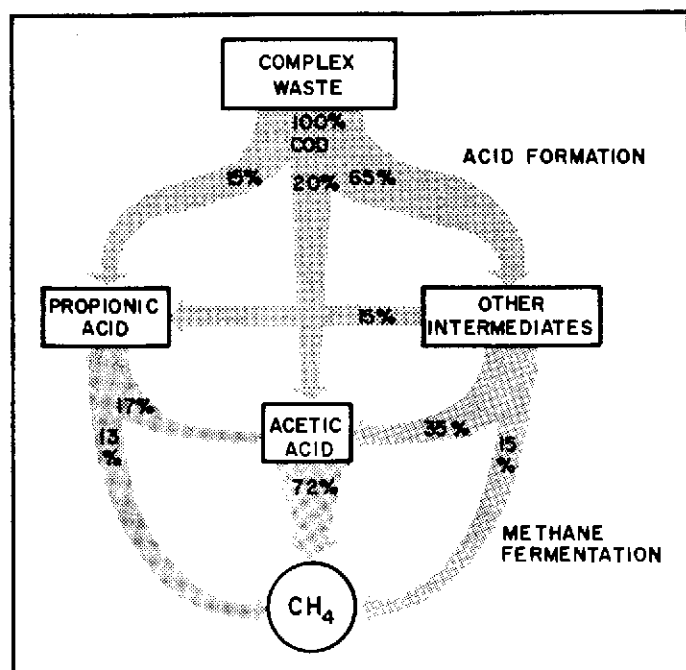 COMPLEX
WASTE
100%
COD
ACID FORMATION
15%
20%
65%
PROPIONIC
ACID
15%
OTHER
INTERMEDIATES
17%
13
%
ACETIC
ACID
35%
15
%
72%
METHANE
FERMENTATION
CH₄